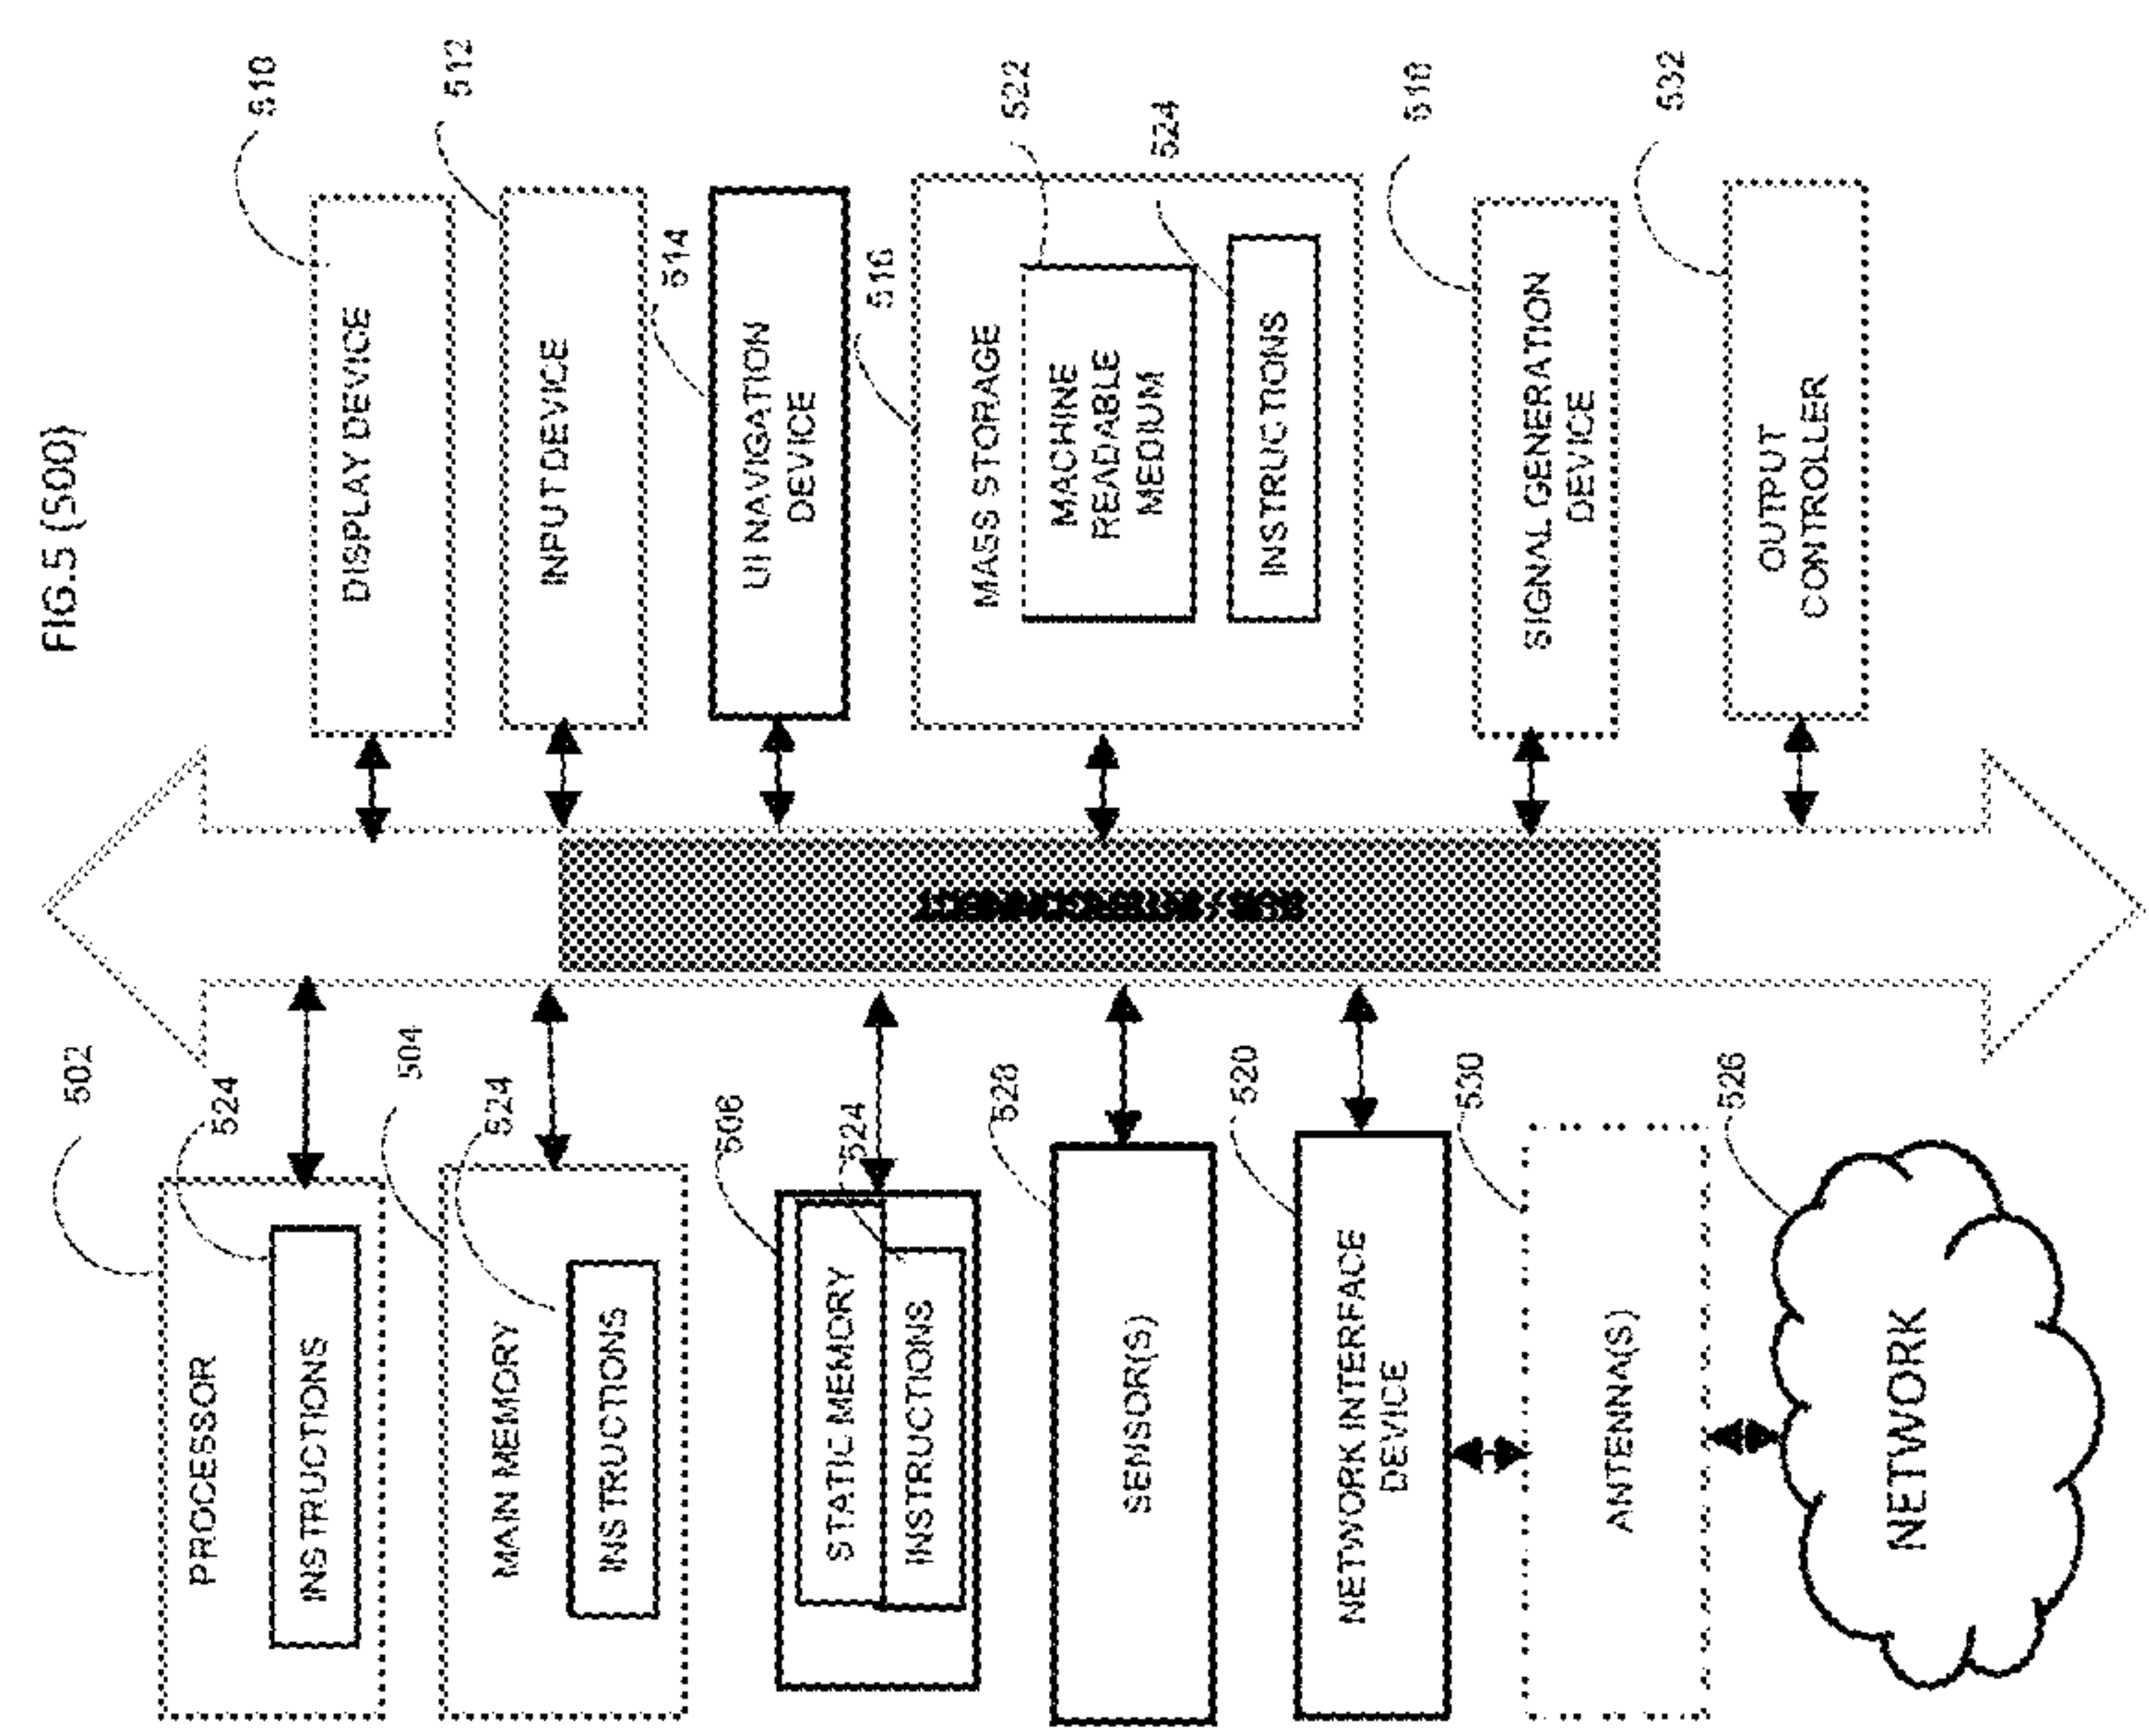 FIG.5 (500)
502
PROCESSOR
524
INSTRUCTIONS
504
MAIN MEMORY
524
INSTRUCTIONS
506
STATIC MEMORY
524
INSTRUCTIONS
528
SENSOR(S)
520
NETWORK INTERFACE
DEVICE
530
ANTENNA(S)
526
NETWORK
BUS / INTERCONNECT
510
DISPLAY DEVICE
512
INPUT DEVICE
514
UI NAVIGATION
DEVICE
516
MASS STORAGE
522
MACHINE
READABLE
MEDIUM
524
INSTRUCTIONS
518
SIGNAL GENERATION
DEVICE
532
OUTPUT
CONTROLLER